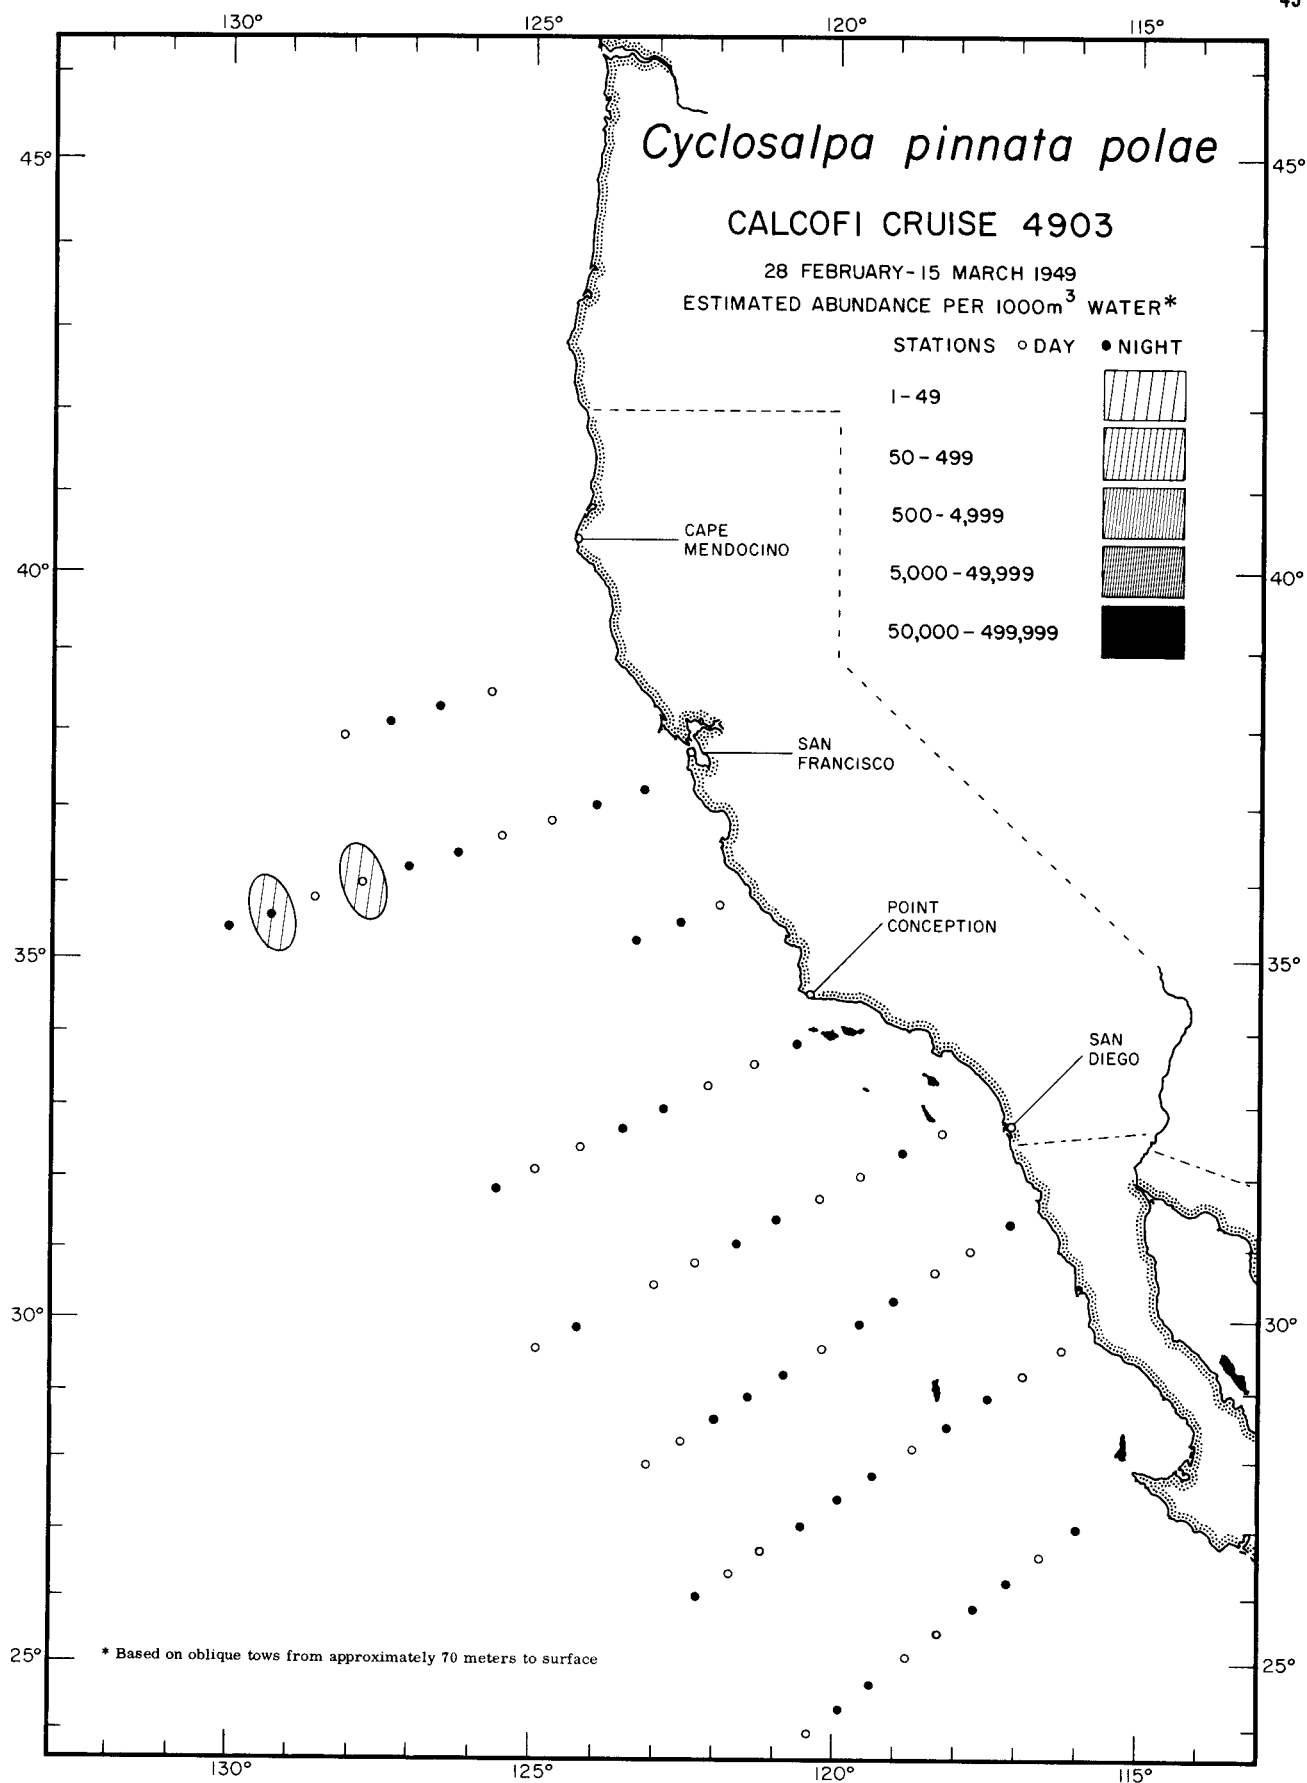 130° 125° 120° 115°
Cyclosalpa pinnata polae
CALCOFI CRUISE 4903
28 FEBRUARY-15 MARCH 1949
ESTIMATED ABUNDANCE PER 1000m³ WATER*
STATIONS ○ DAY ● NIGHT
1-49
50-499
500-4,999
5,000-49,999
50,000-499,999
45° 45°
CAPE
MENDOCINO
40° 40°
SAN
FRANCISCO
POINT
CONCEPTION
35° 35°
SAN
DIEGO
30° 30°
* Based on oblique tows from approximately 70 meters to surface
25° 25°
130° 125° 120° 115°